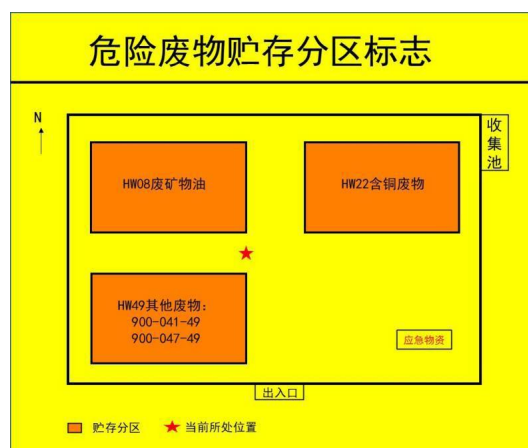 危险废物贮存分区标志
N
收集池
HW08废矿物油
HW22含铜废物
HW49其他废物:
900-041-49
900-047-49
应急物资
出入口
贮存分区
当前所处位置